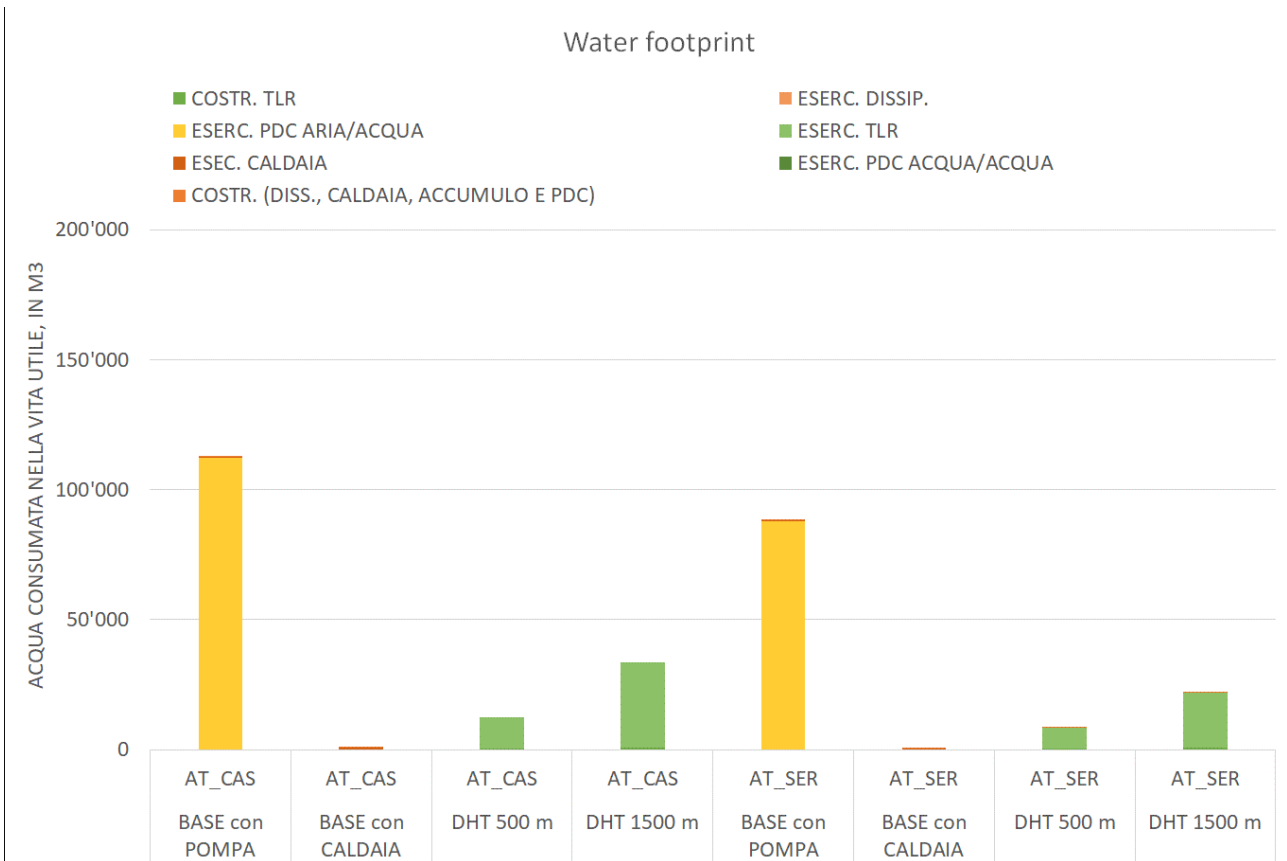 Water footprint
COSTR. TLR
ESERC. DISSIP.
ESERC. PDC ARIA/ACQUA
ESERC. TLR
ESEC. CALDAIA
ESERC. PDC ACQUA/ACQUA
COSTR. (DISS., CALDAIA, ACCUMULO E PDC)
ACQUA CONSUMATA NELLA VITA UTILE, IN M3
200'000
150'000
100'000
50'000
0
AT_CAS AT_CAS AT_CAS AT_CAS AT_SER AT_SER AT_SER AT_SER
BASE con BASE con DHT 500 m DHT 1500 m BASE con BASE con DHT 500 m DHT 1500 m
POMPA CALDAIA POMPA CALDAIA